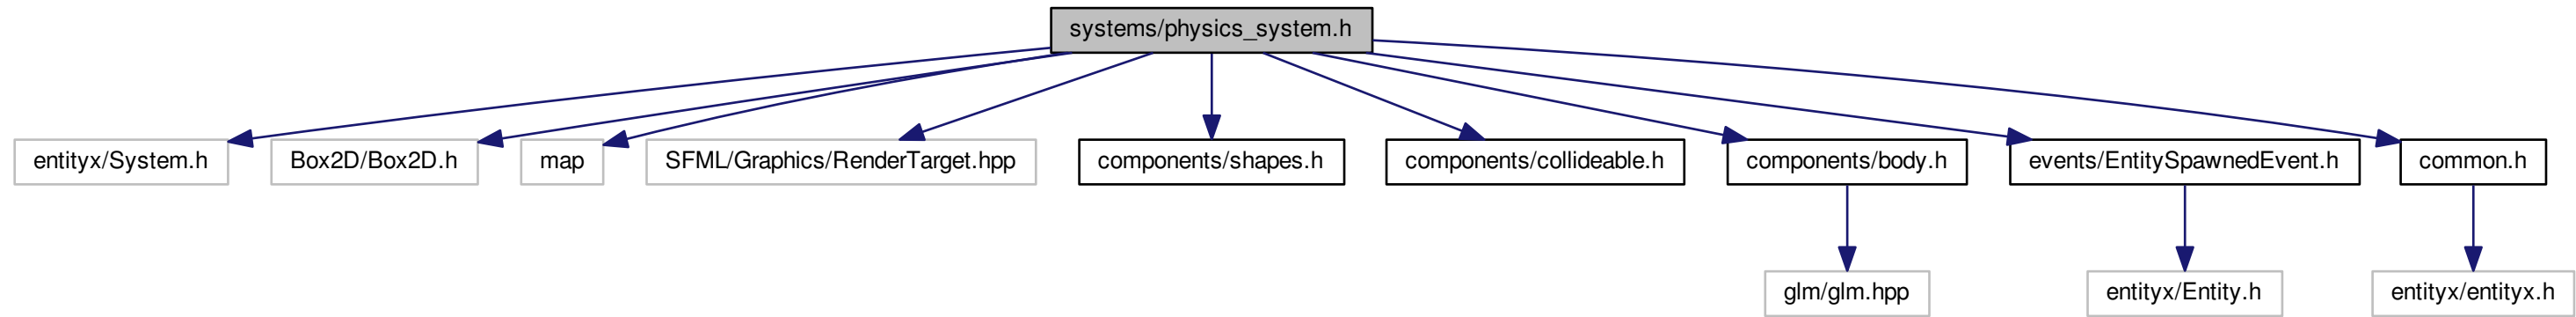 systems/physics_system.h
entityx/System.h
Box2D/Box2D.h
map
SFML/Graphics/RenderTarget.hpp
components/shapes.h
components/collideable.h
components/body.h
events/EntitySpawnedEvent.h
common.h
glm/glm.hpp
entityx/Entity.h
entityx/entityx.h